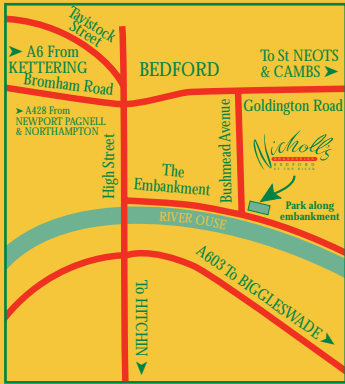 Tavistock
Street
A6 From
KETTERING
Bromham Road
BEDFORD
To St NEOTS
& CAMBS
A428 From
NEWPORT PAGNELL
& NORTHAMPTON
Goldington Road
High Street
Bushmead Avenue
Nicholl's
BRASSERIE
BEDFORD
BY THE RIVER
The
Embankment
Park along
embankment
RIVER OUSE
To HITCHIN
A603 To BIGGLESWADE